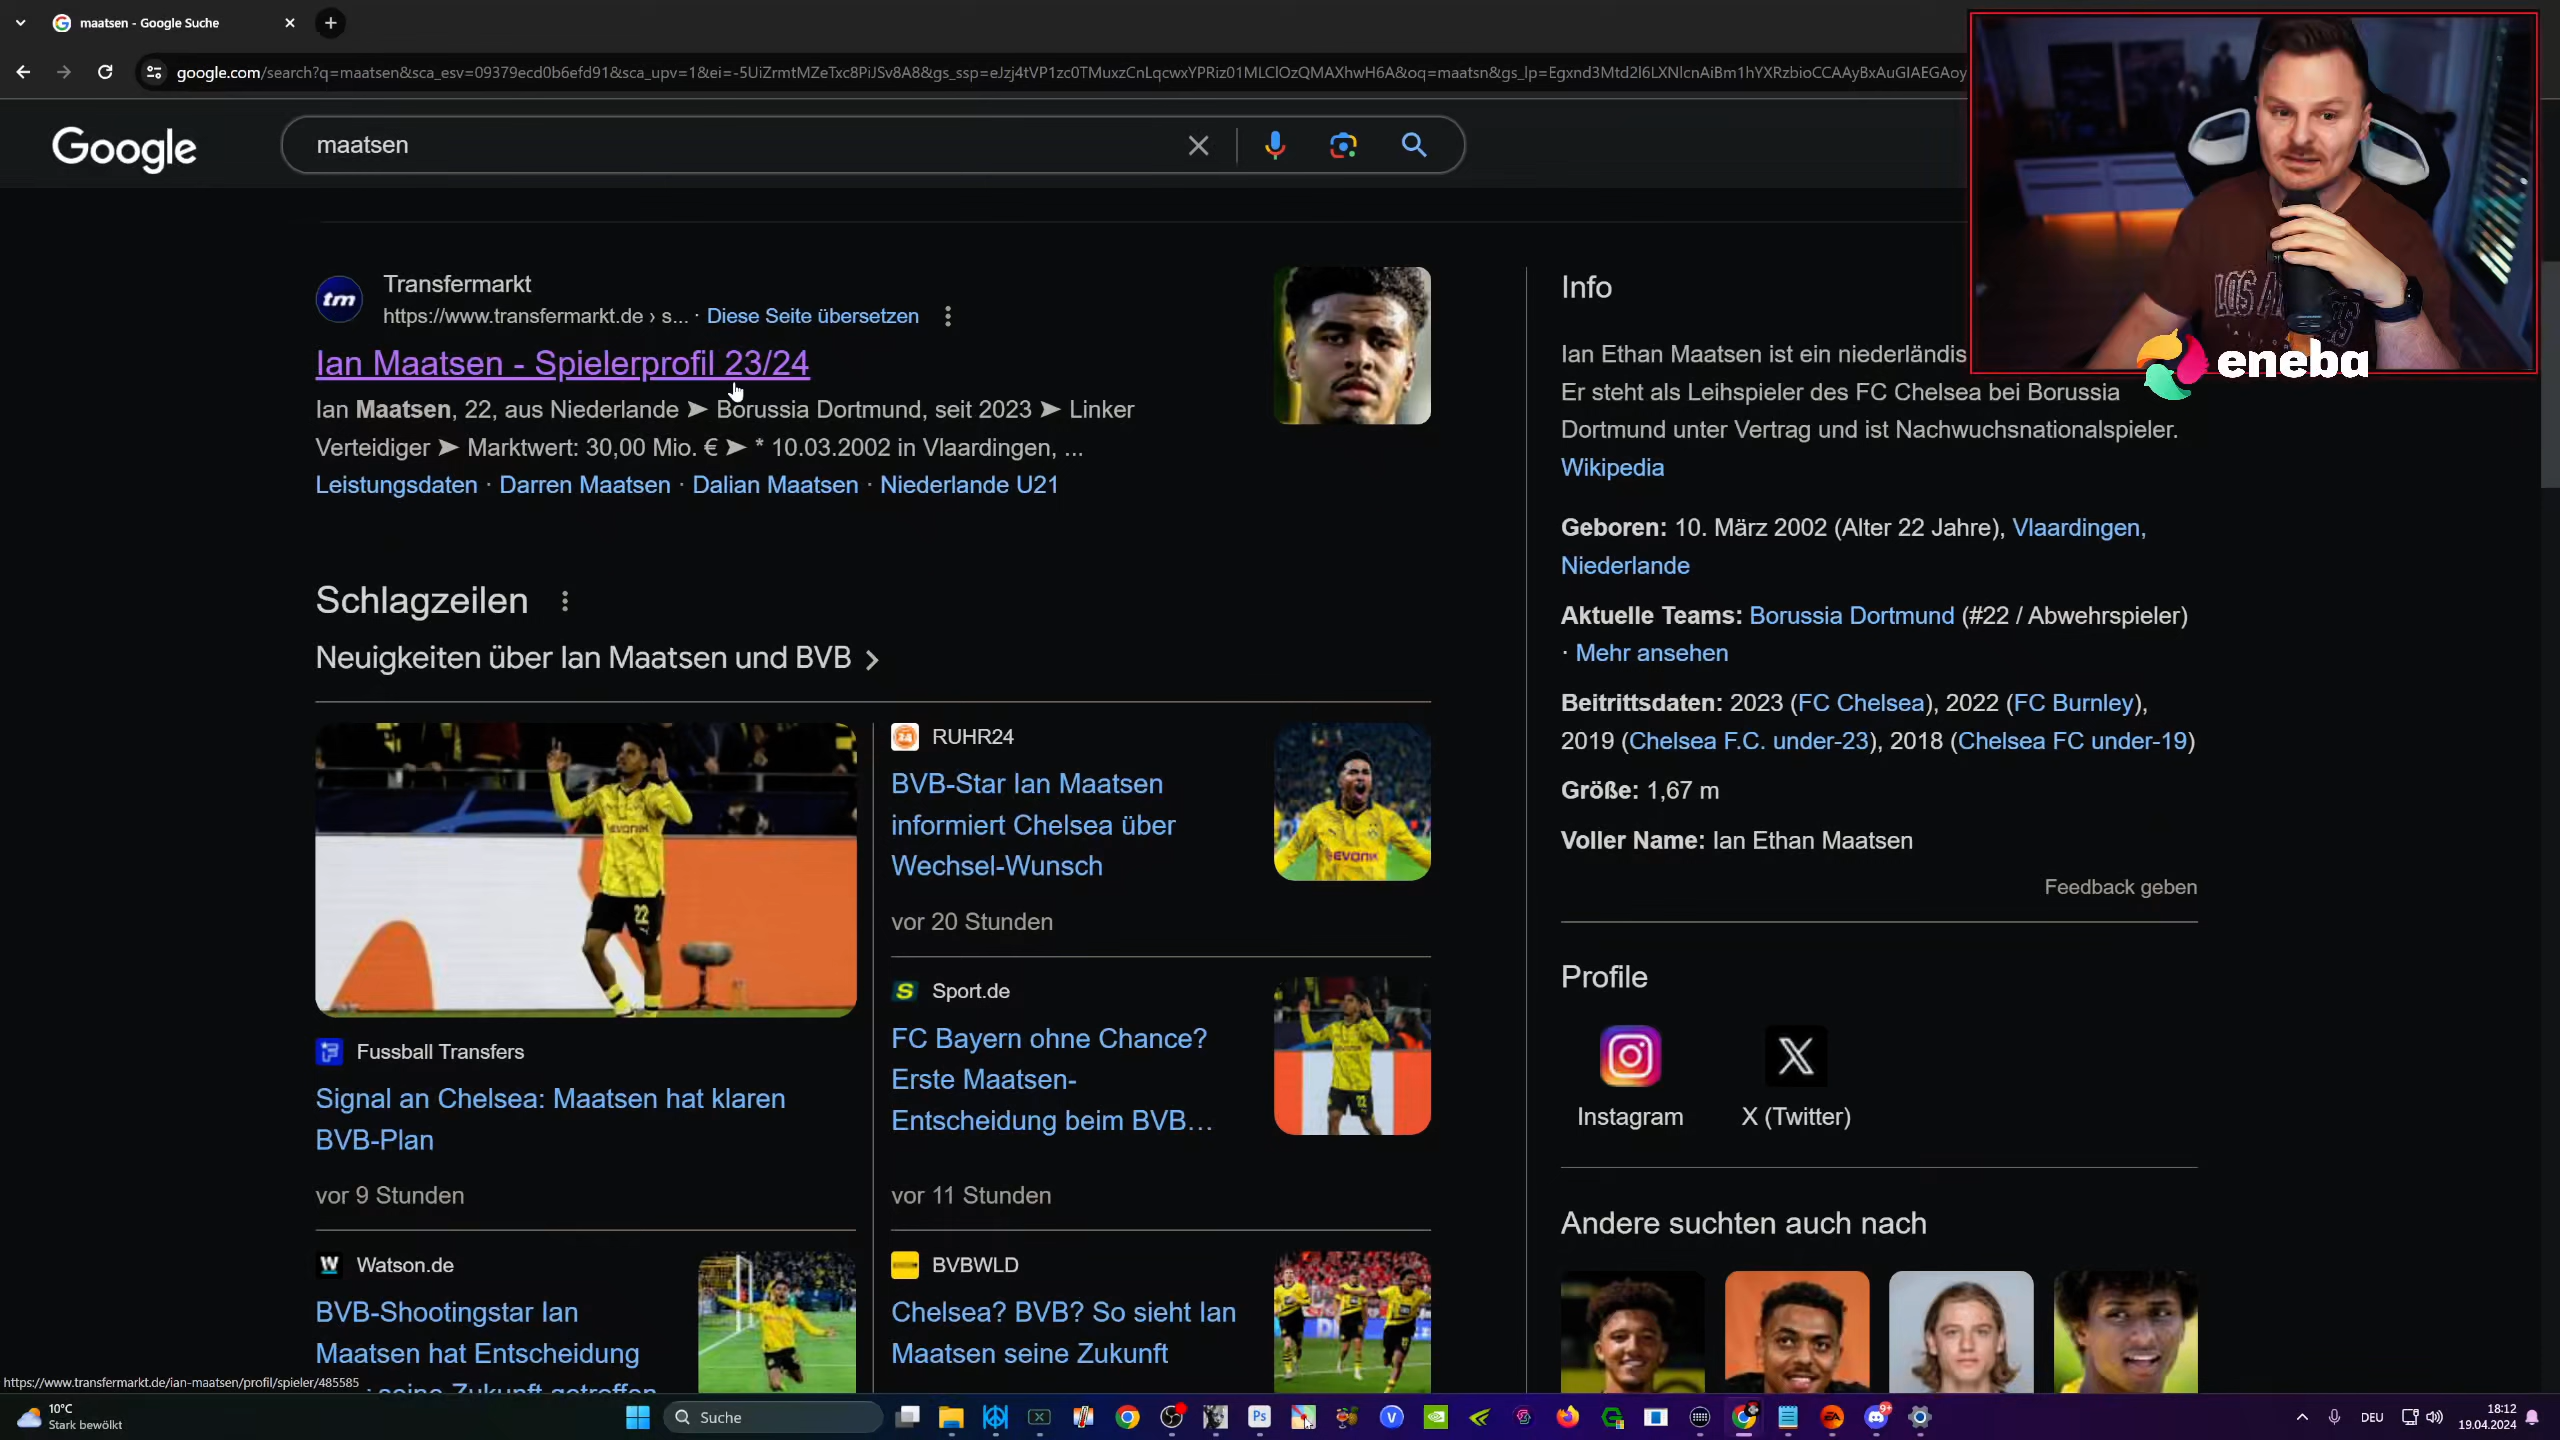 maatsen - Google Suche
google.com/search?q=maatsen&sca_esv=09379ecd0b6efd91&sca_upv=1&ei=-5UiZrmtMZeTxc8PiJSv8A8&gs_ssp=eJzj4tVP1zc0TMuxzCnLqcwxYPRiz01MLClOzQMAXhwH6A&oq=maatsn&gs_lp=Egxnd3Mtd2l6LXNlcnAiBm1hYXRzbioCCAAyBxAuGIAEGAoy
Google
maatsen
eneba
tm
Transfermarkt
https://www.transfermarkt.de › s... · Diese Seite übersetzen
Ian Maatsen - Spielerprofil 23/24
Ian Maatsen, 22, aus Niederlande ➤ Borussia Dortmund, seit 2023 ➤ Linker
Verteidiger ➤ Marktwert: 30,00 Mio. € ➤ * 10.03.2002 in Vlaardingen, ...
Leistungsdaten · Darren Maatsen · Dalian Maatsen · Niederlande U21
Schlagzeilen
Neuigkeiten über Ian Maatsen und BVB
Fussball Transfers
Signal an Chelsea: Maatsen hat klaren
BVB-Plan
vor 9 Stunden
Watson.de
BVB-Shootingstar Ian
Maatsen hat Entscheidung
RUHR24
BVB-Star Ian Maatsen
informiert Chelsea über
Wechsel-Wunsch
vor 20 Stunden
Sport.de
FC Bayern ohne Chance?
Erste Maatsen-
Entscheidung beim BVB…
vor 11 Stunden
BVBWLD
Chelsea? BVB? So sieht Ian
Maatsen seine Zukunft
Info
Ian Ethan Maatsen ist ein niederländis
Er steht als Leihspieler des FC Chelsea bei Borussia
Dortmund unter Vertrag und ist Nachwuchsnationalspieler.
Wikipedia
Geboren: 10. März 2002 (Alter 22 Jahre), Vlaardingen,
Niederlande
Aktuelle Teams: Borussia Dortmund (#22 / Abwehrspieler)
· Mehr ansehen
Beitrittsdaten: 2023 (FC Chelsea), 2022 (FC Burnley),
2019 (Chelsea F.C. under-23), 2018 (Chelsea FC under-19)
Größe: 1,67 m
Voller Name: Ian Ethan Maatsen
Feedback geben
Profile
Instagram
X (Twitter)
Andere suchten auch nach
https://www.transfermarkt.de/ian-maatsen/profil/spieler/485585
10°C
Stark bewölkt
Suche
DEU
18:12
19.04.2024